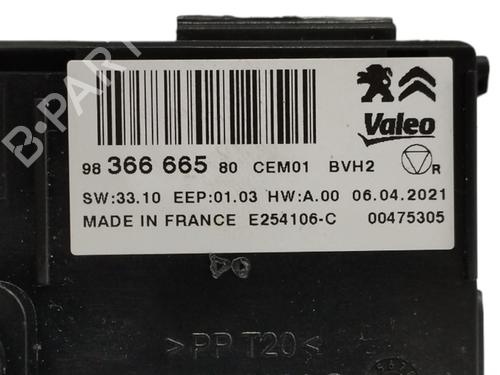 Valeo
98 366 665 80 CEM01 BVH2 R
SW:33.10 EEP:01.03 HW:A.00 06.04.2021
MADE IN FRANCE E254106-C 00475305
>PP T20<
B-PARTS